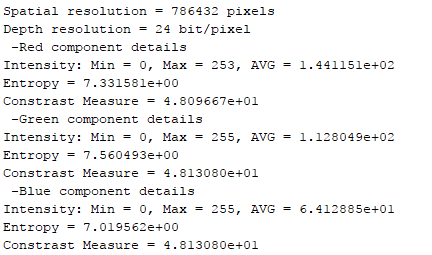 Spatial resolution = 786432 pixels
Depth resolution = 24 bit/pixel
-Red component details
Intensity: Min = 0, Max = 253, AVG = 1.441151e+02
Entropy = 7.331581e+00
Constrast Measure = 4.809667e+01
-Green component details
Intensity: Min = 0, Max = 255, AVG = 1.128049e+02
Entropy = 7.560493e+00
Constrast Measure = 4.813080e+01
-Blue component details
Intensity: Min = 0, Max = 255, AVG = 6.412885e+01
Entropy = 7.019562e+00
Constrast Measure = 4.813080e+01